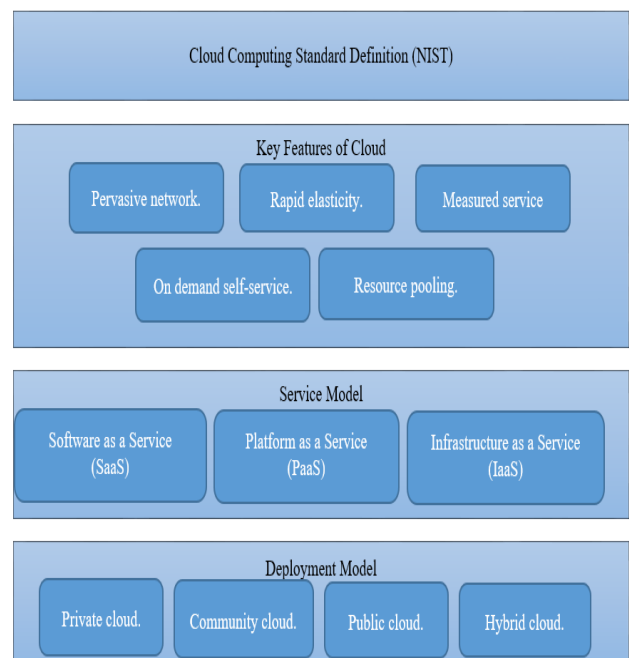 Cloud Computing Standard Definition (NIST)
Key Features of Cloud
Pervasive network.
Rapid elasticity.
Measured service
On demand self-service.
Resource pooling.
Service Model
Software as a Service
(SaaS)
Platform as a Service
(PaaS)
Infrastructure as a Service
(IaaS)
Deployment Model
Private cloud.
Community cloud.
Public cloud.
Hybrid cloud.